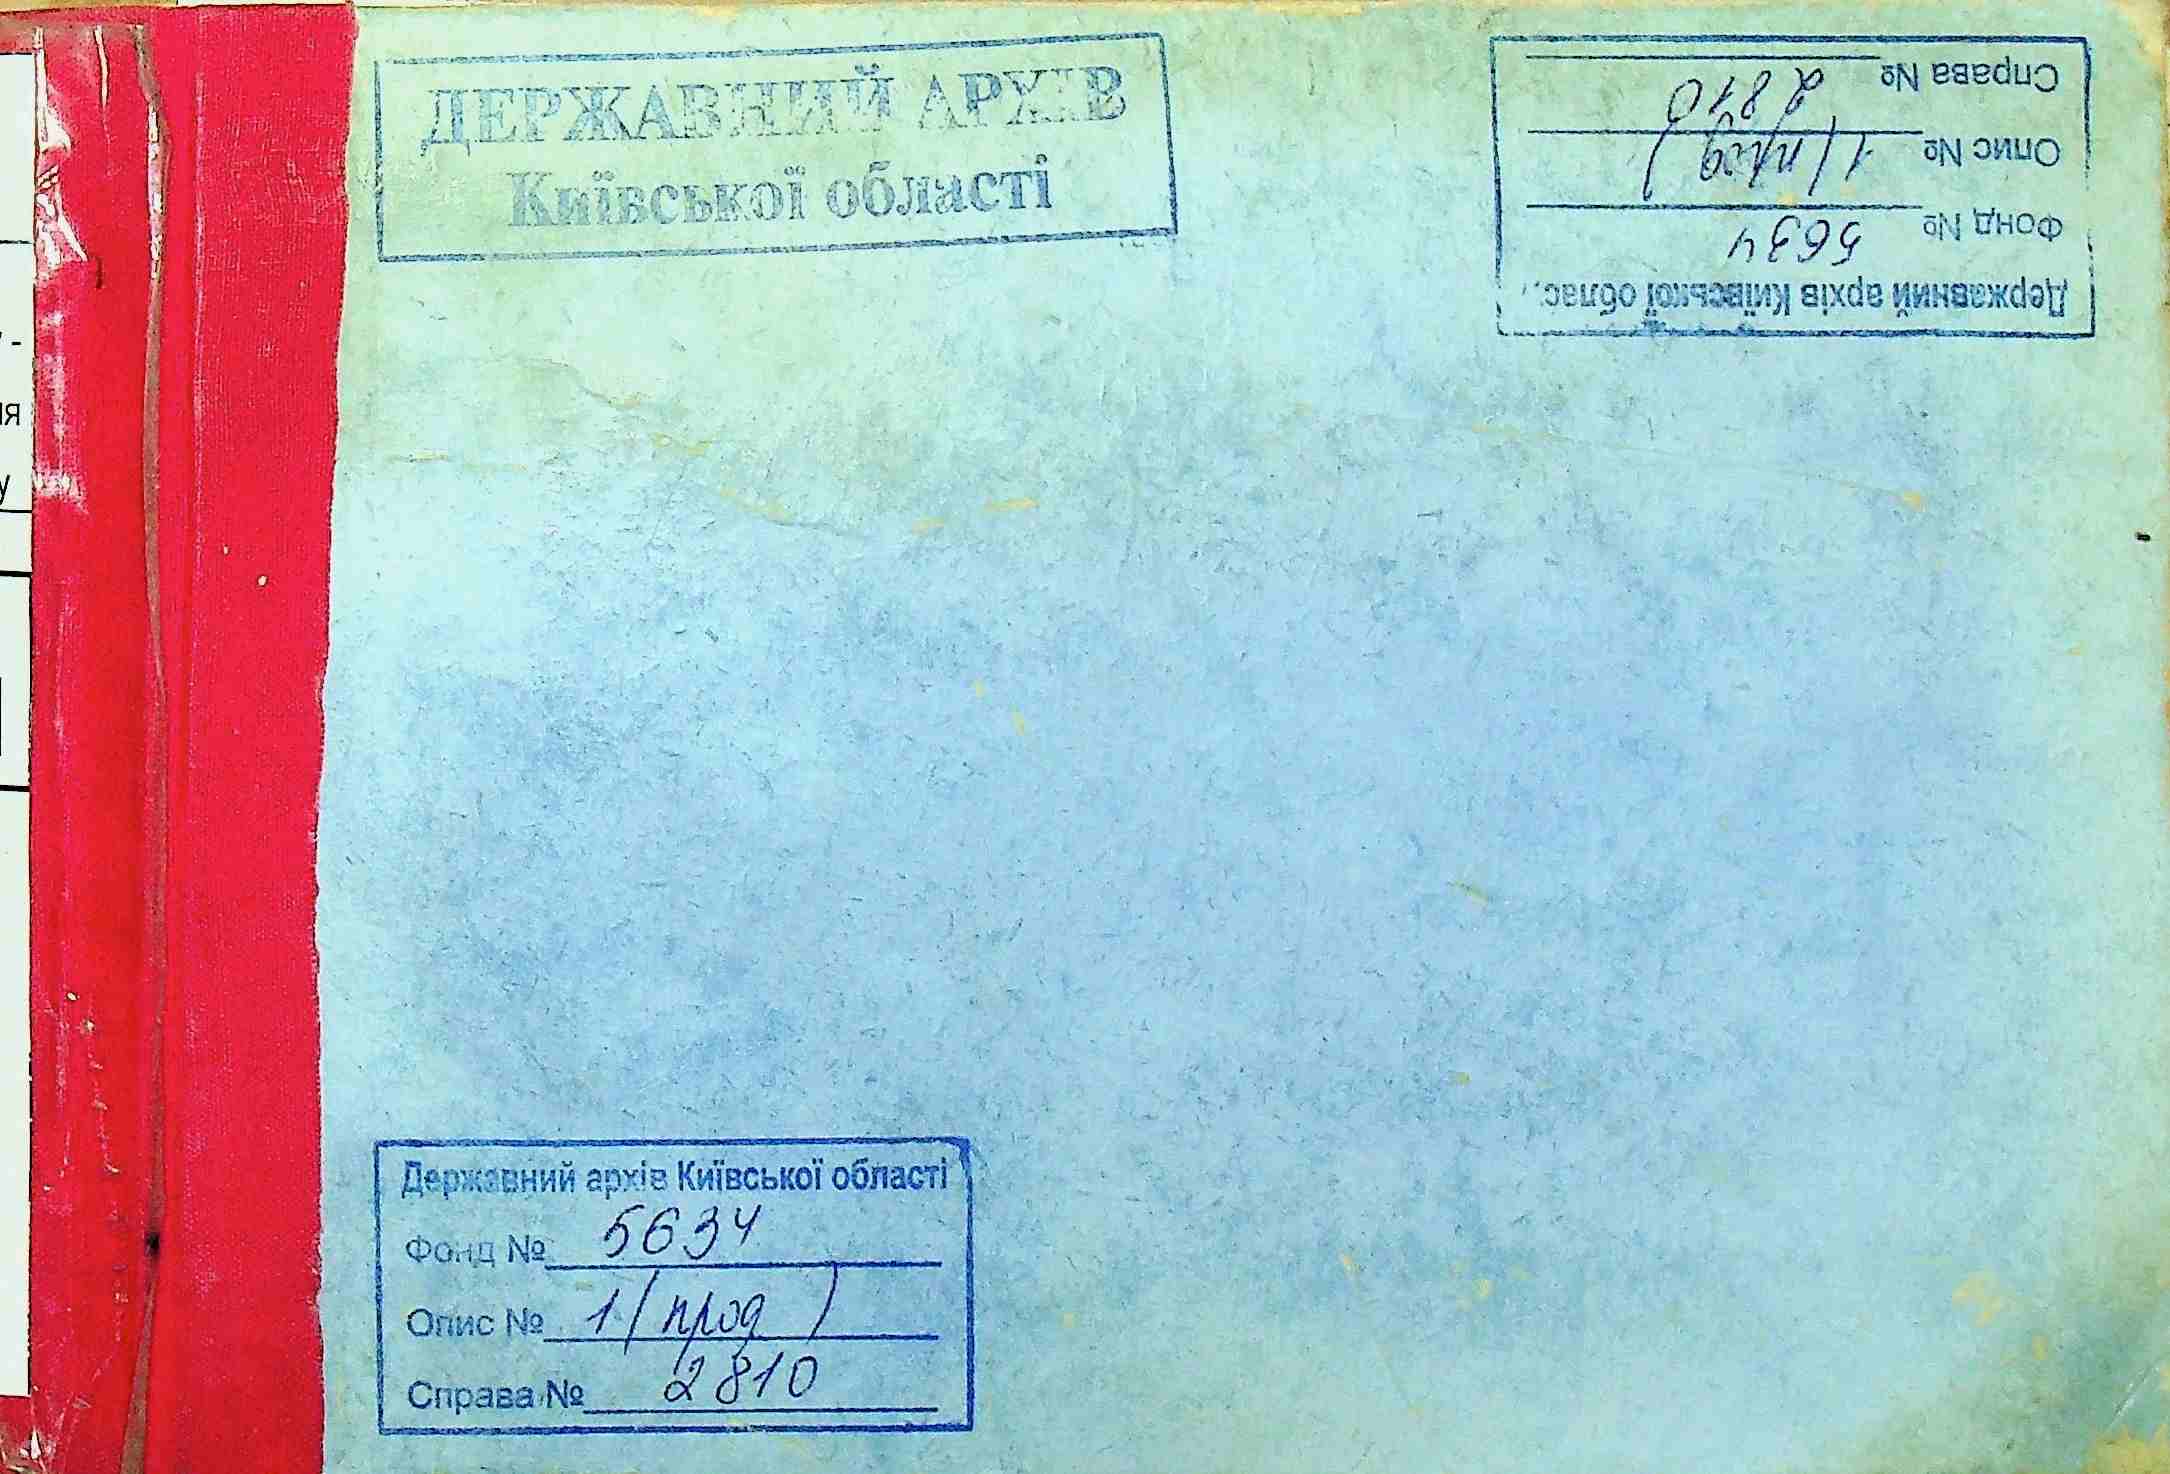 ДЕРЖАВНИЙ АРХІВ
Київської області
Державний архів Київської облас
Фонд № 5634
Опис № 1 (прод)
Справа № 2810
Державний архів Київської області
Фонд № 5634
Опис № 1 (прод)
Справа № 2810